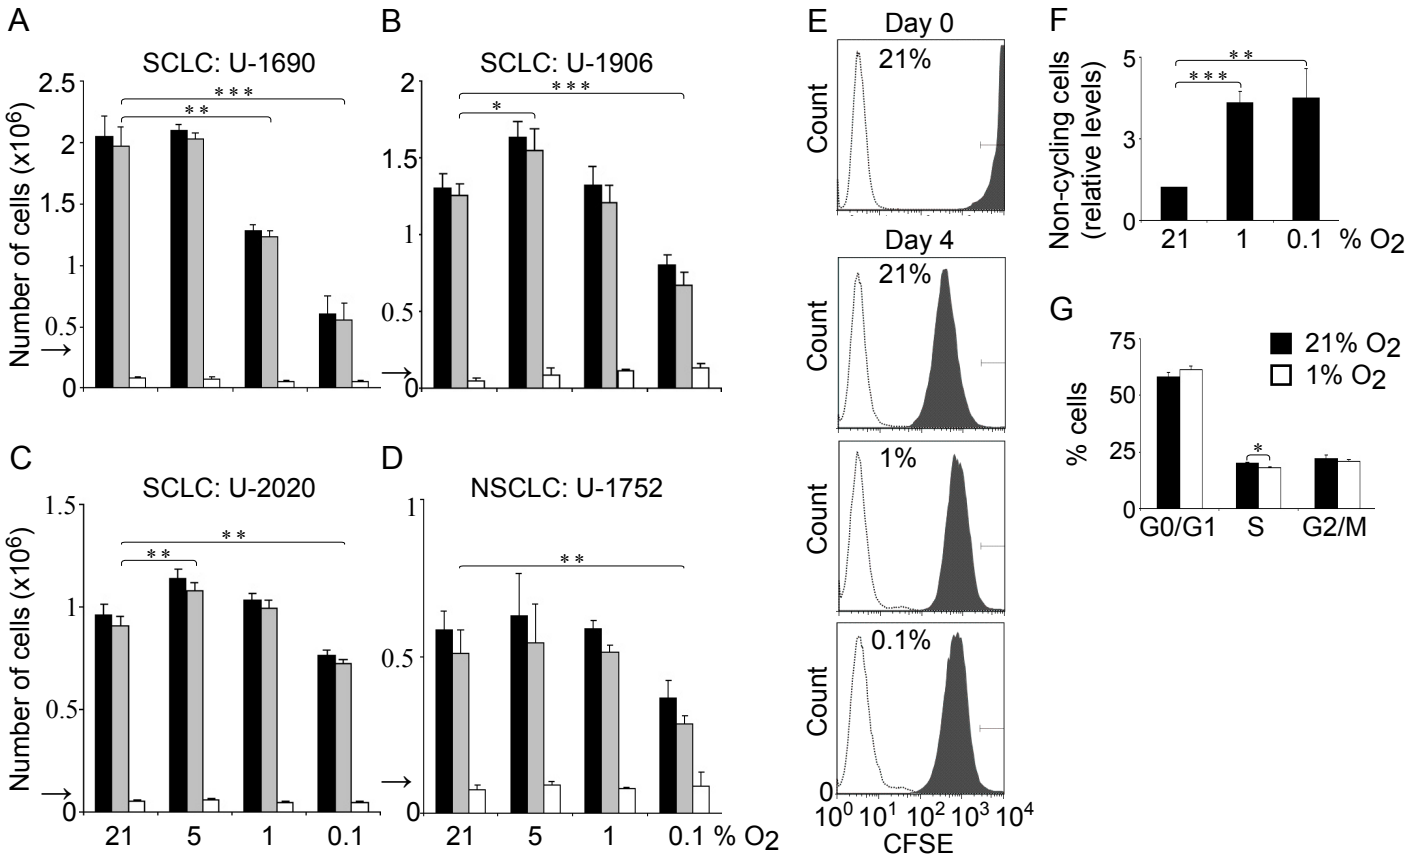 A
SCLC: U-1690
Number of cells (x10⁶)
2.5
2
1.5
1
0.5
0
→
* * *
* *
B
SCLC: U-1906
2
1.5
1
0.5
0
→
* * *
*
C
SCLC: U-2020
Number of cells (x10⁶)
1.5
1
0.5
0
→
* *
* *
21 5 1 0.1
D
NSCLC: U-1752
1
0.5
0
→
* *
21 5 1 0.1 % O₂
E
Day 0
21%
Count
Day 4
21%
Count
1%
Count
0.1%
Count
0
10⁰ 10¹ 10² 10³ 10⁴
CFSE
F
Non-cycling cells
(relative levels)
5
3
0
* *
* * *
21 1 0.1 % O₂
G
% cells
75
50
25
0
21% O₂
1% O₂
*
G0/G1 S G2/M